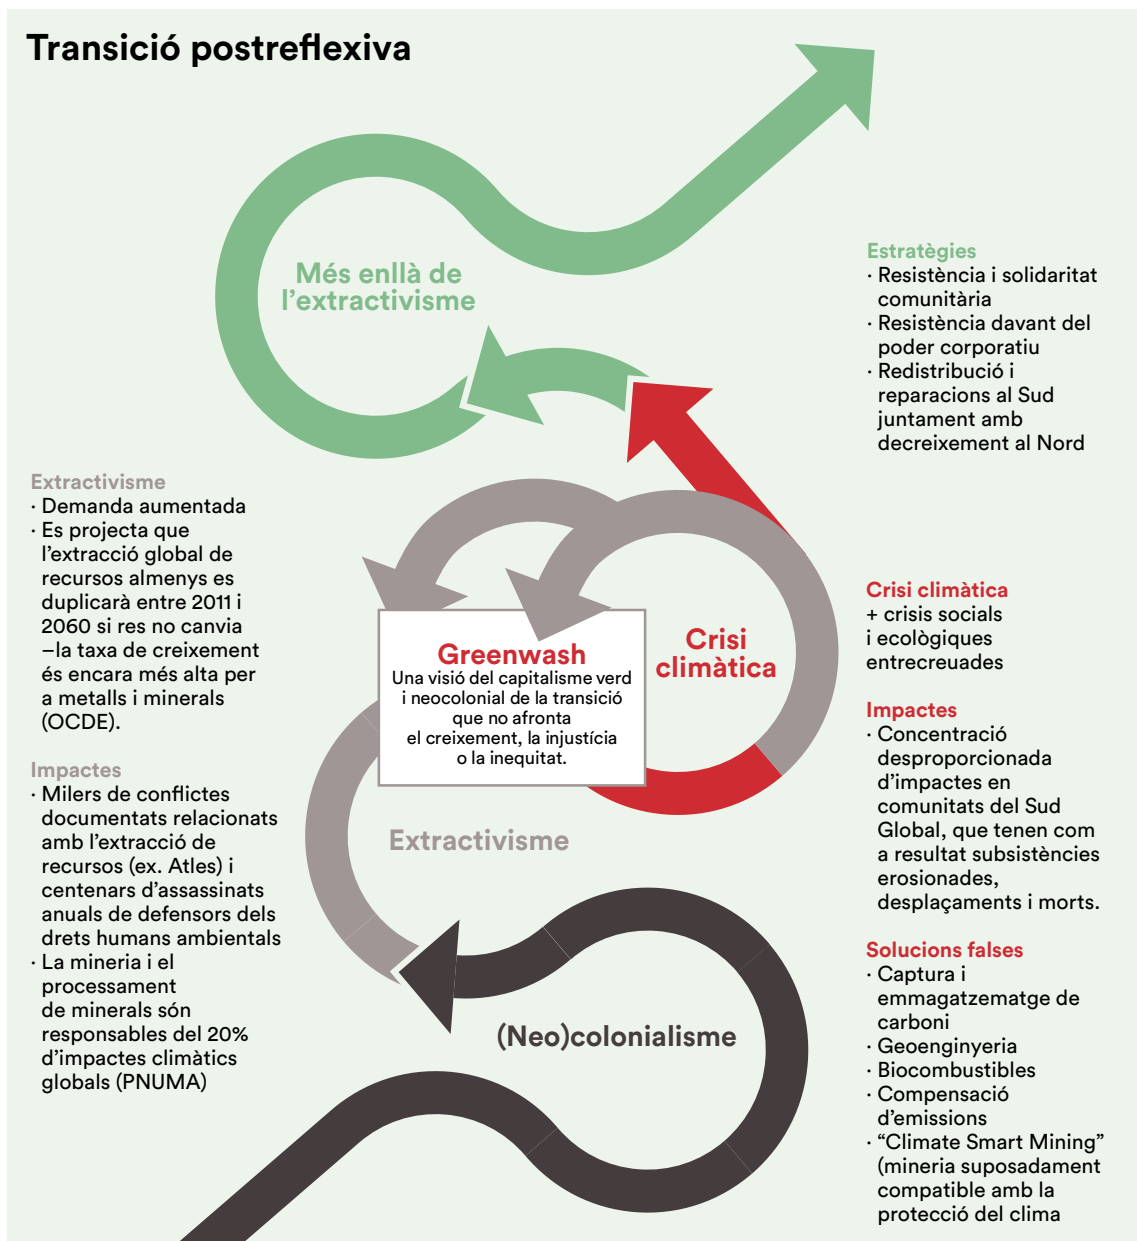 Transició postreflexiva
Més enllà de
l’extractivisme
Estratègies
· Resistència i solidaritat
comunitària
· Resistència davant del
poder corporatiu
· Redistribució i
reparacions al Sud
juntament amb
decreixement al Nord
Extractivisme
· Demanda aumentada
· Es projecta que
l’extracció global de
recursos almenys es
duplicarà entre 2011 i
2060 si res no canvia
–la taxa de creixement
és encara més alta per
a metalls i minerals
(OCDE).
Impactes
· Milers de conflictes
documentats relacionats
amb l’extracció de
recursos (ex. Atles) i
centenars d’assassinats
anuals de defensors dels
drets humans ambientals
· La mineria i el
processament
de minerals són
responsables del 20%
d’impactes climàtics
globals (PNUMA)
Greenwash
Una visió del capitalisme verd
i neocolonial de la transició
que no afronta
el creixement, la injustícia
o la inequitat.
Crisi
climàtica
Extractivisme
(Neo)colonialisme
Crisi climàtica
+ crisis socials
i ecològiques
entrecreuades
Impactes
· Concentració
desproporcionada
d’impactes en
comunitats del Sud
Global, que tenen com
a resultat subsistències
erosionades,
desplaçaments i morts.
Solucions falses
· Captura i
emmagatzematge de
carboni
· Geoenginyeria
· Biocombustibles
· Compensació
d’emissions
· “Climate Smart Mining”
(mineria suposadament
compatible amb la
protecció del clima